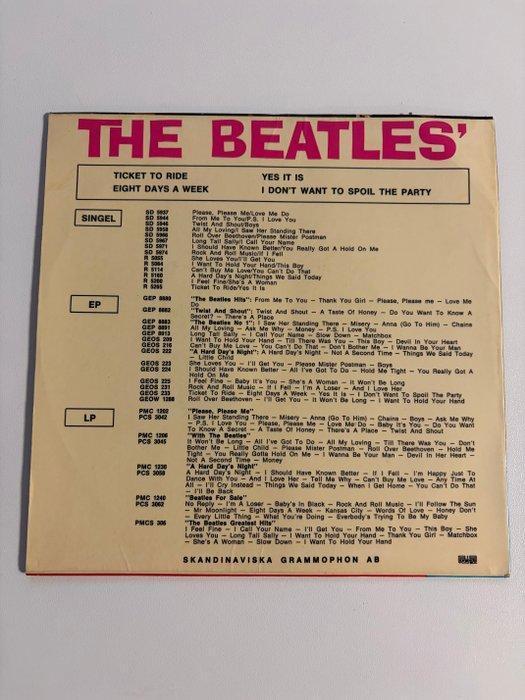 THE BEATLES'
TICKET TO RIDE YES IT IS
EIGHT DAYS A WEEK I DON'T WANT TO SPOIL THE PARTY
SINGEL
SD 5937 Please, Please Me/Love Me Do
SD 5944 From Me To You/P.S. I Love You
SD 5946 Twist And Shout/Boys
SD 5958 All My Loving/I Saw Her Standing There
SD 5966 Roll Over Beethoven/Please Mister Postman
SD 5967 Long Tall Sally/I Call Your Name
SD 5971 I Should Have Known Better/You Really Got A Hold On Me
SD 5974 Rock And Roll Music/If I Fell
R 5055 She Loves You/I'll Get You
R 5084 I Want To Hold Your Hand/This Boy
R 5114 Can't Buy Me Love/You Can't Do That
R 5160 A Hard Day's Night/Things We Said Today
R 5200 I Feel Fine/She's A Woman
R 5265 Ticket To Ride/Yes It Is
EP
GEP 8880 "The Beatles Hits": From Me To You – Thank You Girl – Please, Please me – Love Me
Do
GEP 8882 "Twist And Shout": Twist And Shout – A Taste Of Honey – Do You Want To Know A
Secret? – There's A Place
GEP 8883 "The Beatles No 1": I Saw Her Standing There – Misery – Anna (Go To Him) – Chains
GEP 8891 All My Loving – Ask Me Why – Money – P.S. I Love You
GEP 8913 Long Tall Sally – I Call Your Name – Slow Down – Matchbox
GEOS 209 I Want To Hold Your Hand – Till There Was You – This Boy – Devil In Your Heart
GEOS 216 Can't Buy Me Love – You Can't Do That – Don't Bother Me – I Wanna Be Your Man
GEOS 222 "A Hard Day's Night": A Hard Day's Night – Not A Second Time – Things We Said Today
– Little Child
GEOS 223 She Loves You – I'll Get You – Please Mister Postman – Boys
GEOS 224 I Should Have Known Better – All I've Got To Do – Hold Me Tight – You Really Got A
Hold On Me
GEOS 225 I Feel Fine – Baby It's You – She's A Woman – It Won't Be Long
GEOS 231 Rock And Roll Music – If I Fell – I'm A Loser – And I Love Her
GEOS 233 Ticket To Ride – Eight Days A Week – Yes It Is – I Don't Want To Spoil The Party
GEOW 1288 Roll Over Beethoven – I'll Get You – It Won't Be Long – I Want To Hold Your Hand
LP
PMC 1202 "Please, Please Me"
PCS 3042 I Saw Her Standing There – Misery – Anna (Go To Him) – Chains – Boys – Ask Me Why
– P.S. I Love You – Please, Please Me – Love Me Do – Baby It's You – Do You Want
To Know A Secret – A Taste Of Honey – There's A Place – Twist And Shout
PMC 1206 "With The Beatles"
PCS 3045 It Won't Be Long – All I've Got To Do – All My Loving – Till There Was You – Don't
Bother Me – Little Child – Please Mister Postman – Roll Over Beethoven – Hold Me
Tight – You Really Gotta Hold On Me – I Wanna Be Your Man – Devil In Her Heart –
Not A Second Time – Money
PMC 1230 "A Hard Day's Night"
PCS 3058 A Hard Day's Night – I Should Have Known Better – If I Fell – I'm Happy Just To
Dance With You – And I Love Her – Tell Me Why – Can't Buy Me Love – Any Time At
All – I'll Cry Instead – Things We Said Today – When I Get Home – You Can't Do That
– I'll Be Back
PMC 1240 "Beatles For Sale"
PCS 3062 No Reply – I'm A Loser – Baby's In Black – Rock And Roll Music – I'll Follow The Sun
– Mr Moonlight – Eight Days A Week – Kansas City – Words Of Love – Honey Don't
– Every Little Thing – What You're Doing – Everbody's Trying To Be My Baby
PMCS 306 "The Beatles Greatest Hits"
I Feel Fine – I Call Your Name – I'll Get You – From Me To You – This Boy – She
Loves You – Long Tall Sally – I Want To Hold Your Hand – Thank You Girl – Matchbox
– She's A Woman – Slow Down – I Want To Hold Your Hand
SKANDINAVISKA GRAMMOPHON AB